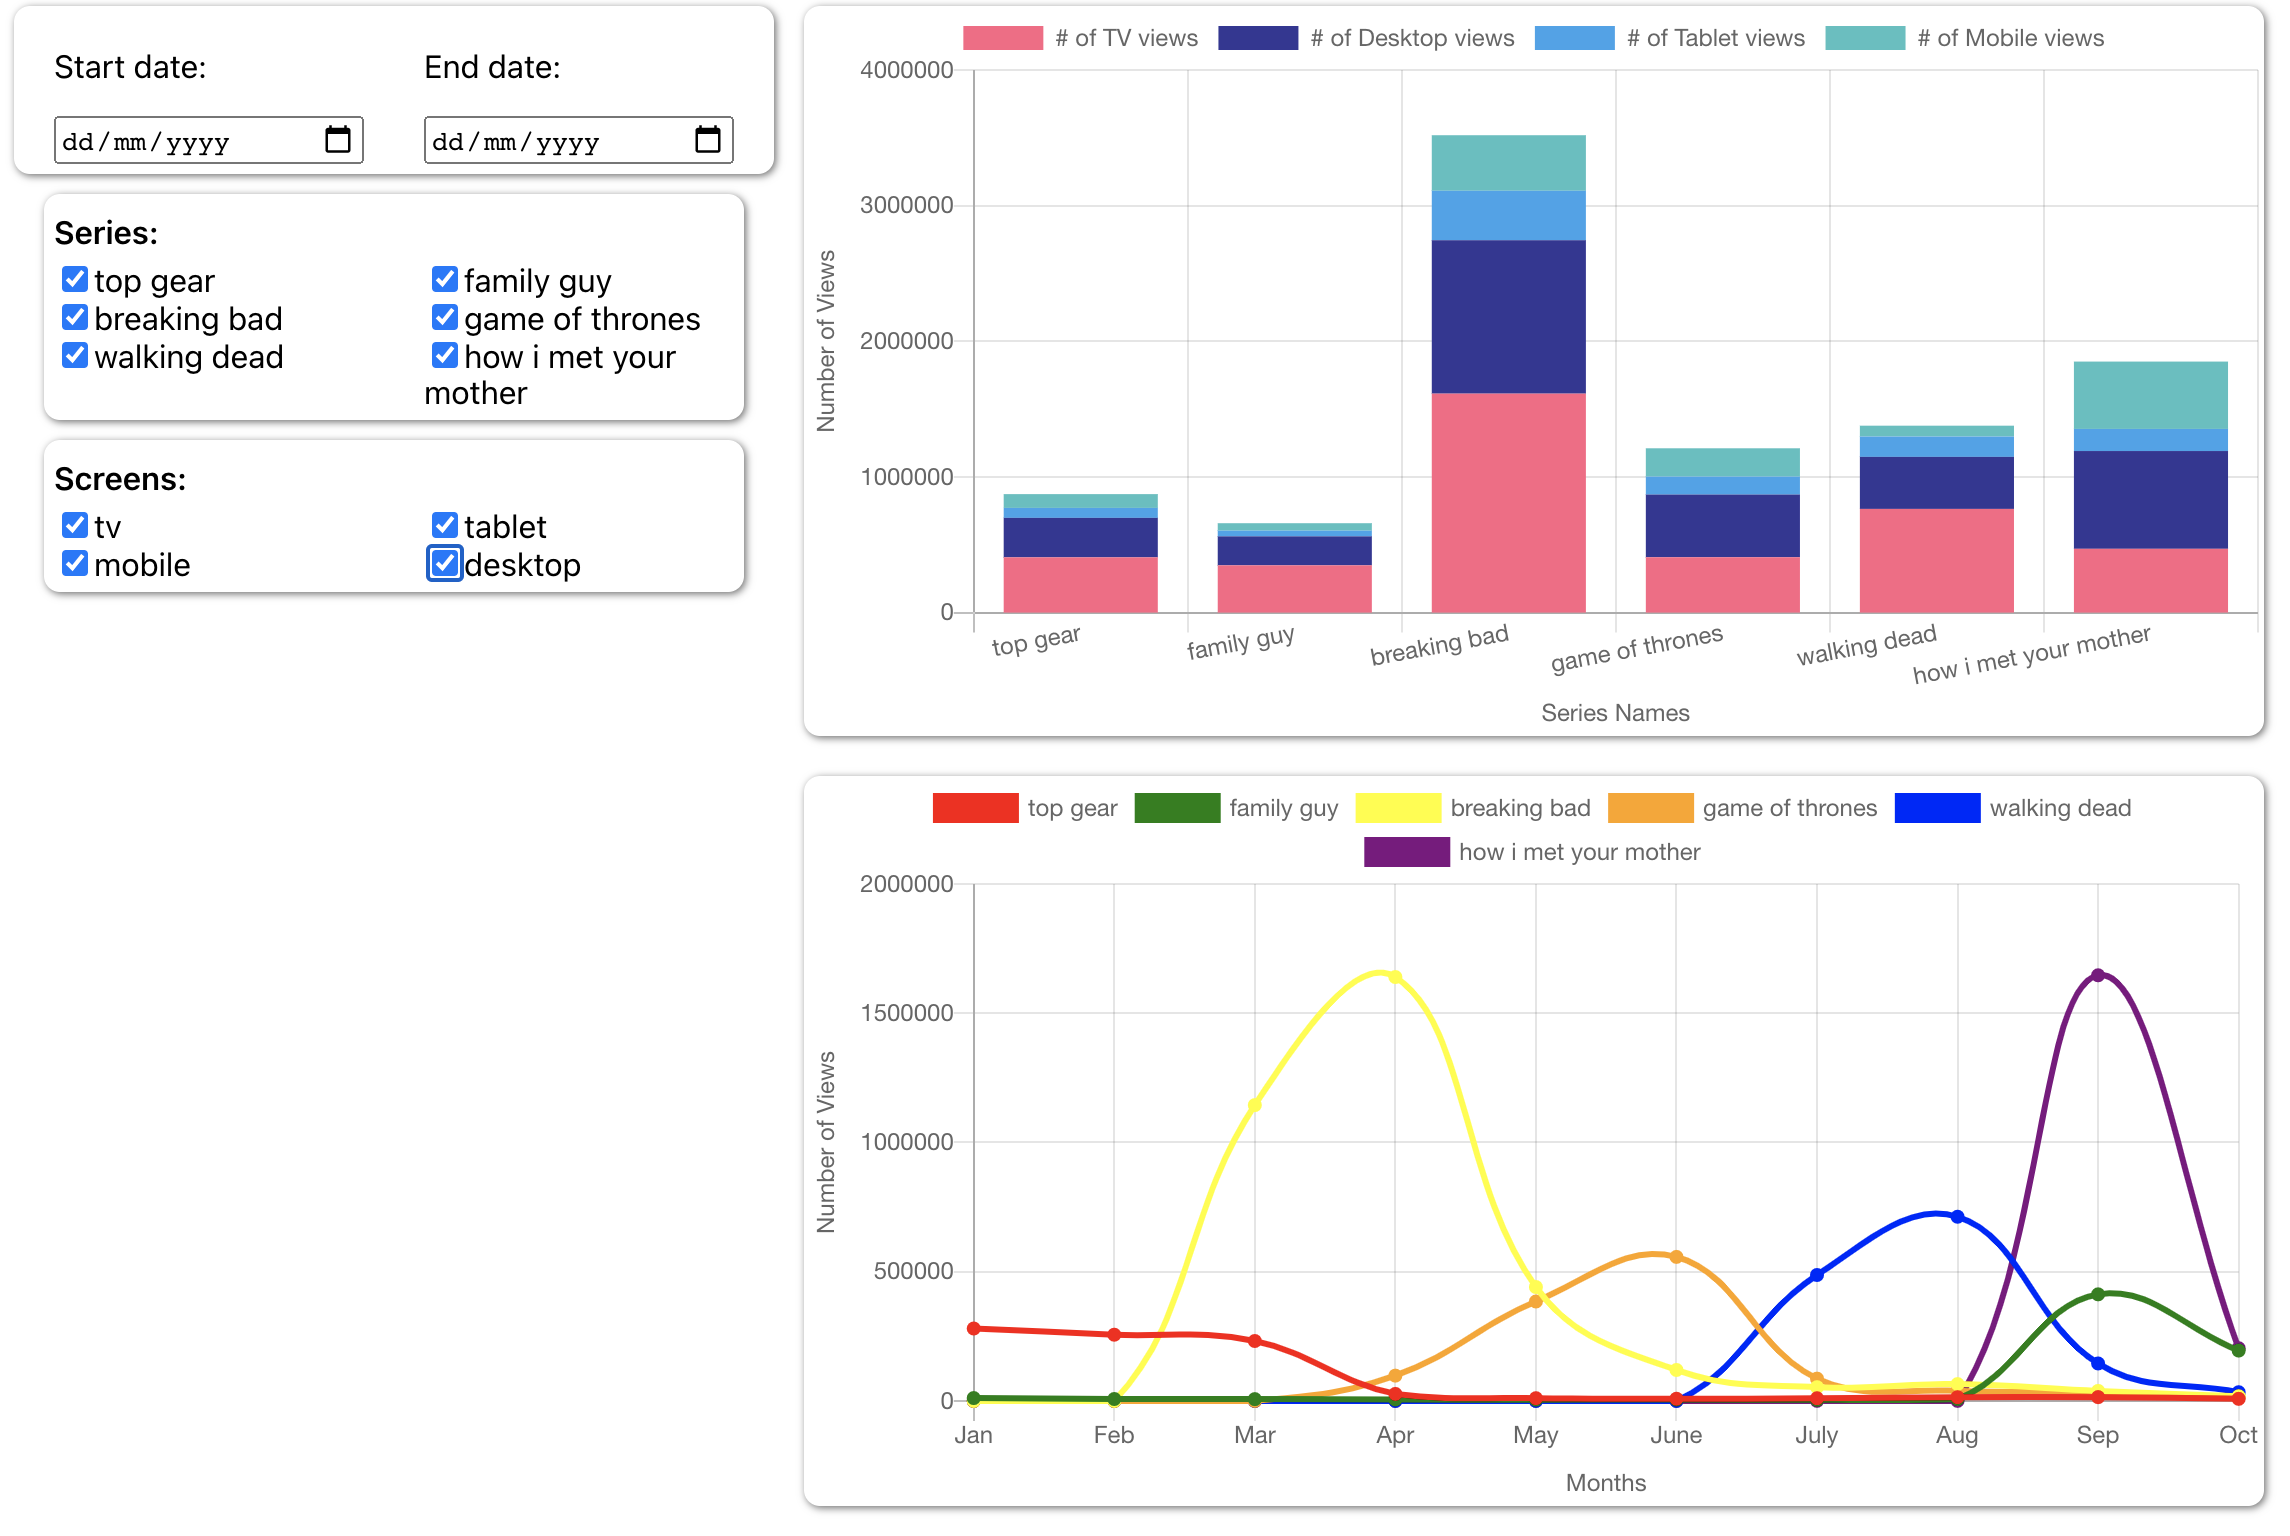 Start date: End date:
dd/mm/yyyy dd/mm/yyyy
Series:
top gear family guy
breaking bad game of thrones
walking dead how i met your
mother
Screens:
tv tablet
mobile desktop
# of TV views # of Desktop views # of Tablet views # of Mobile views
4000000
3000000
2000000
1000000
0
Number of Views
top gear family guy breaking bad game of thrones walking dead how i met your mother
Series Names
top gear family guy breaking bad game of thrones walking dead
how i met your mother
2000000
1500000
1000000
500000
0
Number of Views
Jan Feb Mar Apr May June July Aug Sep Oct
Months